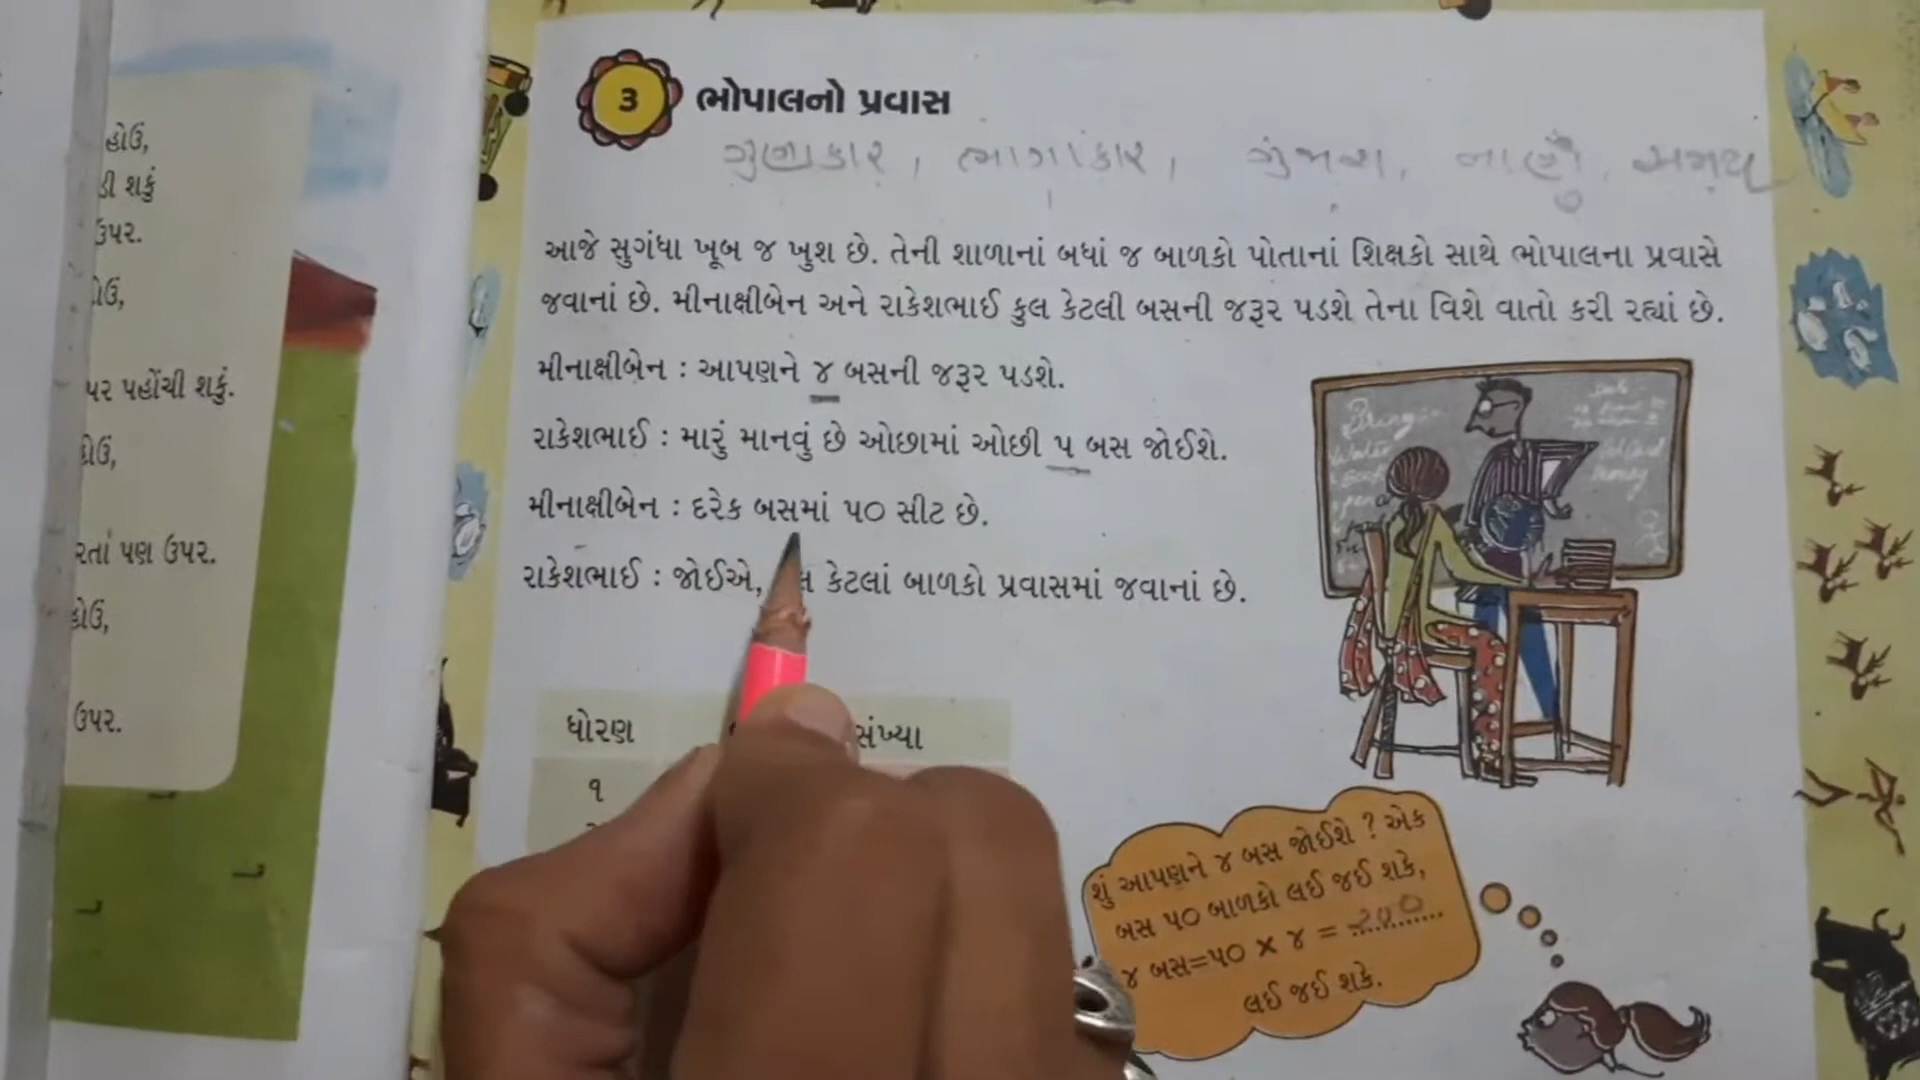 હોઉં,
ડી શકું
ઉપર.
હોઉં,
પર પહોંચી શકું.
હોઉં,
રતાં પણ ઉપર.
હોઉં,
ઉપર.
૩ ભોપાલનો પ્રવાસ
ગુણાકાર, ભાગાકાર, ગુંજાશ, નાણું, સમય
આજે સુગંધા ખૂબ જ ખુશ છે. તેની શાળાનાં બધાં જ બાળકો પોતાનાં શિક્ષકો સાથે ભોપાલના પ્રવાસે
જવાનાં છે. મીનાક્ષીબેન અને રાકેશભાઈ કુલ કેટલી બસની જરૂર પડશે તેના વિશે વાતો કરી રહ્યાં છે.
મીનાક્ષીબેન : આપણને ૪ બસની જરૂર પડશે.
રાકેશભાઈ : મારું માનવું છે ઓછામાં ઓછી ૫ બસ જોઈશે.
મીનાક્ષીબેન : દરેક બસમાં ૫૦ સીટ છે.
રાકેશભાઈ : જોઈએ, લ કેટલાં બાળકો પ્રવાસમાં જવાનાં છે.
ધોરણ સંખ્યા
૧
શું આપણને ૪ બસ જોઈશે ? એક
બસ ૫૦ બાળકો લઈ જઈ શકે,
૪ બસ=૫૦ × ૪ = ..200..
લઈ જઈ શકે.